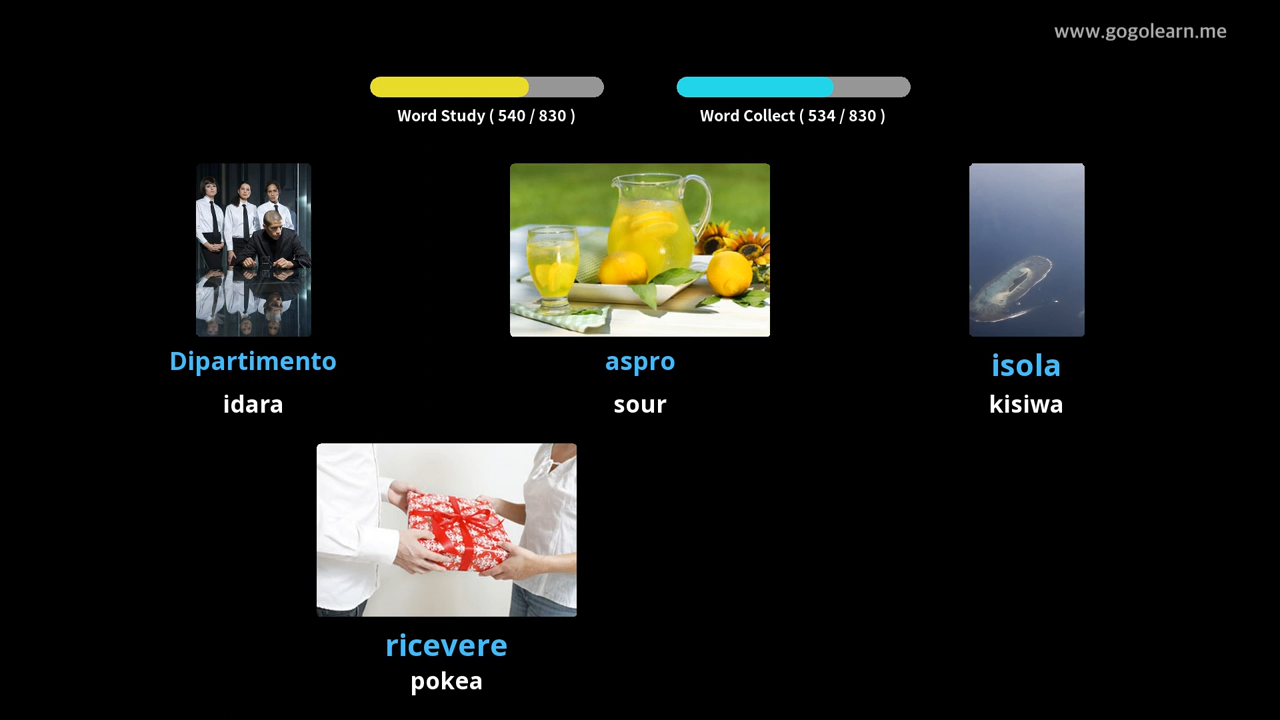 www.gogolearn.me
Word Study ( 540 / 830 )
Word Collect ( 534 / 830 )
Dipartimento
idara
aspro
sour
isola
kisiwa
ricevere
pokea